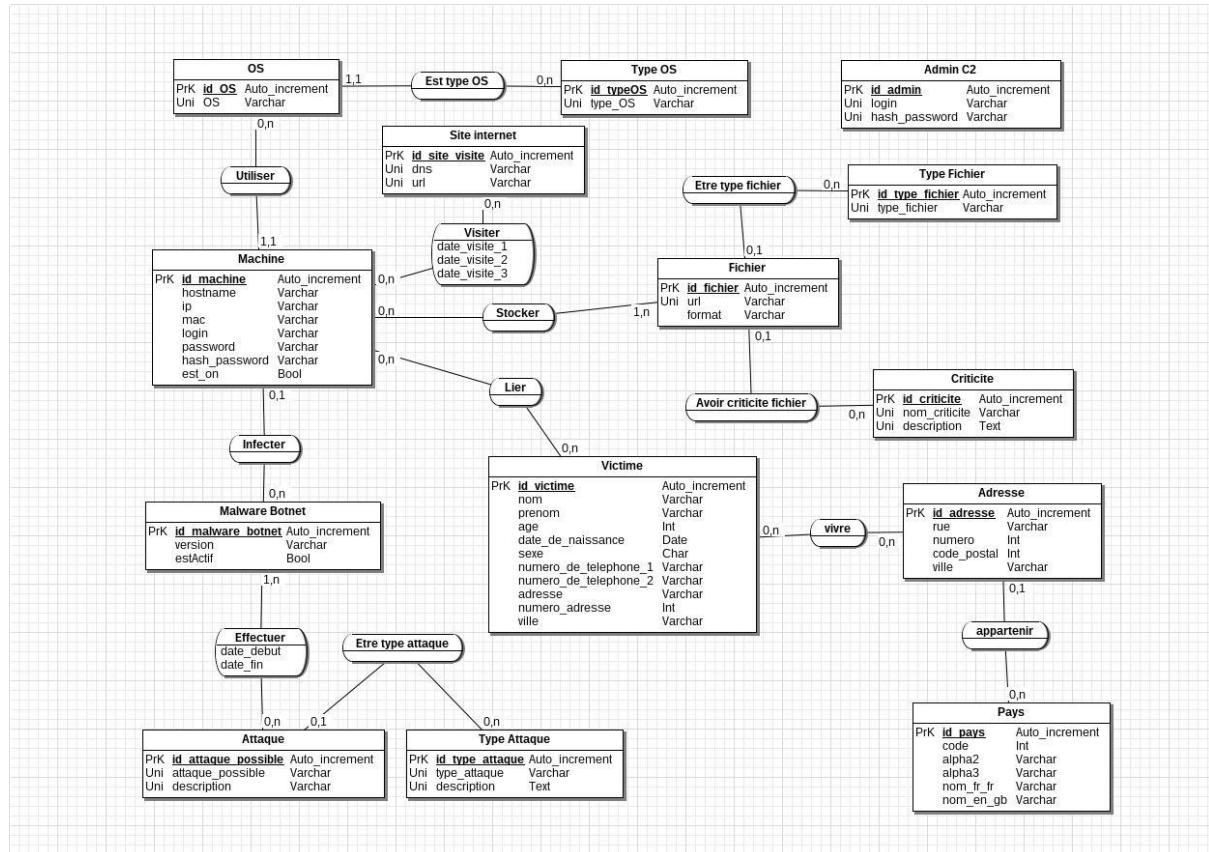 OS
PrK id_OS Auto_increment
Uni OS Varchar
1,1
Est type OS
0,n
Type OS
PrK id_typeOS Auto_increment
Uni type_OS Varchar
Admin C2
PrK id_admin Auto_increment
Uni login Varchar
Uni hash_password Varchar
0,n
Utiliser
1,1
Site internet
PrK id_site_visite Auto_increment
Uni dns Varchar
Uni url Varchar
0,n
Visiter
date_visite_1
date_visite_2
date_visite_3
0,n
Etre type fichier
0,n
Type Fichier
PrK id_type_fichier Auto_increment
Uni type_fichier Varchar
0,1
Machine
PrK id_machine Auto_increment
hostname Varchar
ip Varchar
mac Varchar
login Varchar
password Varchar
hash_password Varchar
est_on Bool
0,n
Stocker
1,n
Fichier
PrK id_fichier Auto_increment
Uni url Varchar
format Varchar
0,1
0,n
Lier
0,n
Avoir criticite fichier
0,n
Criticite
PrK id_criticite Auto_increment
Uni nom_criticite Varchar
Uni description Text
0,1
Infecter
0,n
Malware Botnet
PrK id_malware_botnet Auto_increment
version Varchar
estActif Bool
1,n
Victime
PrK id_victime Auto_increment
nom Varchar
prenom Varchar
age Int
date_de_naissance Date
sexe Char
numero_de_telephone_1 Varchar
numero_de_telephone_2 Varchar
adresse Varchar
numero_adresse Int
ville Varchar
0,n
vivre
0,n
Adresse
PrK id_adresse Auto_increment
rue Varchar
numero Int
code_postal Int
ville Varchar
0,1
appartenir
0,n
Effectuer
date_debut
date_fin
0,n
Etre type attaque
0,1
0,n
Attaque
PrK id_attaque_possible Auto_increment
Uni attaque_possible Varchar
Uni description Varchar
Type Attaque
PrK id_type_attaque Auto_increment
Uni type_attaque Varchar
Uni description Text
Pays
PrK id_pays Auto_increment
code Int
alpha2 Varchar
alpha3 Varchar
nom_fr_fr Varchar
nom_en_gb Varchar